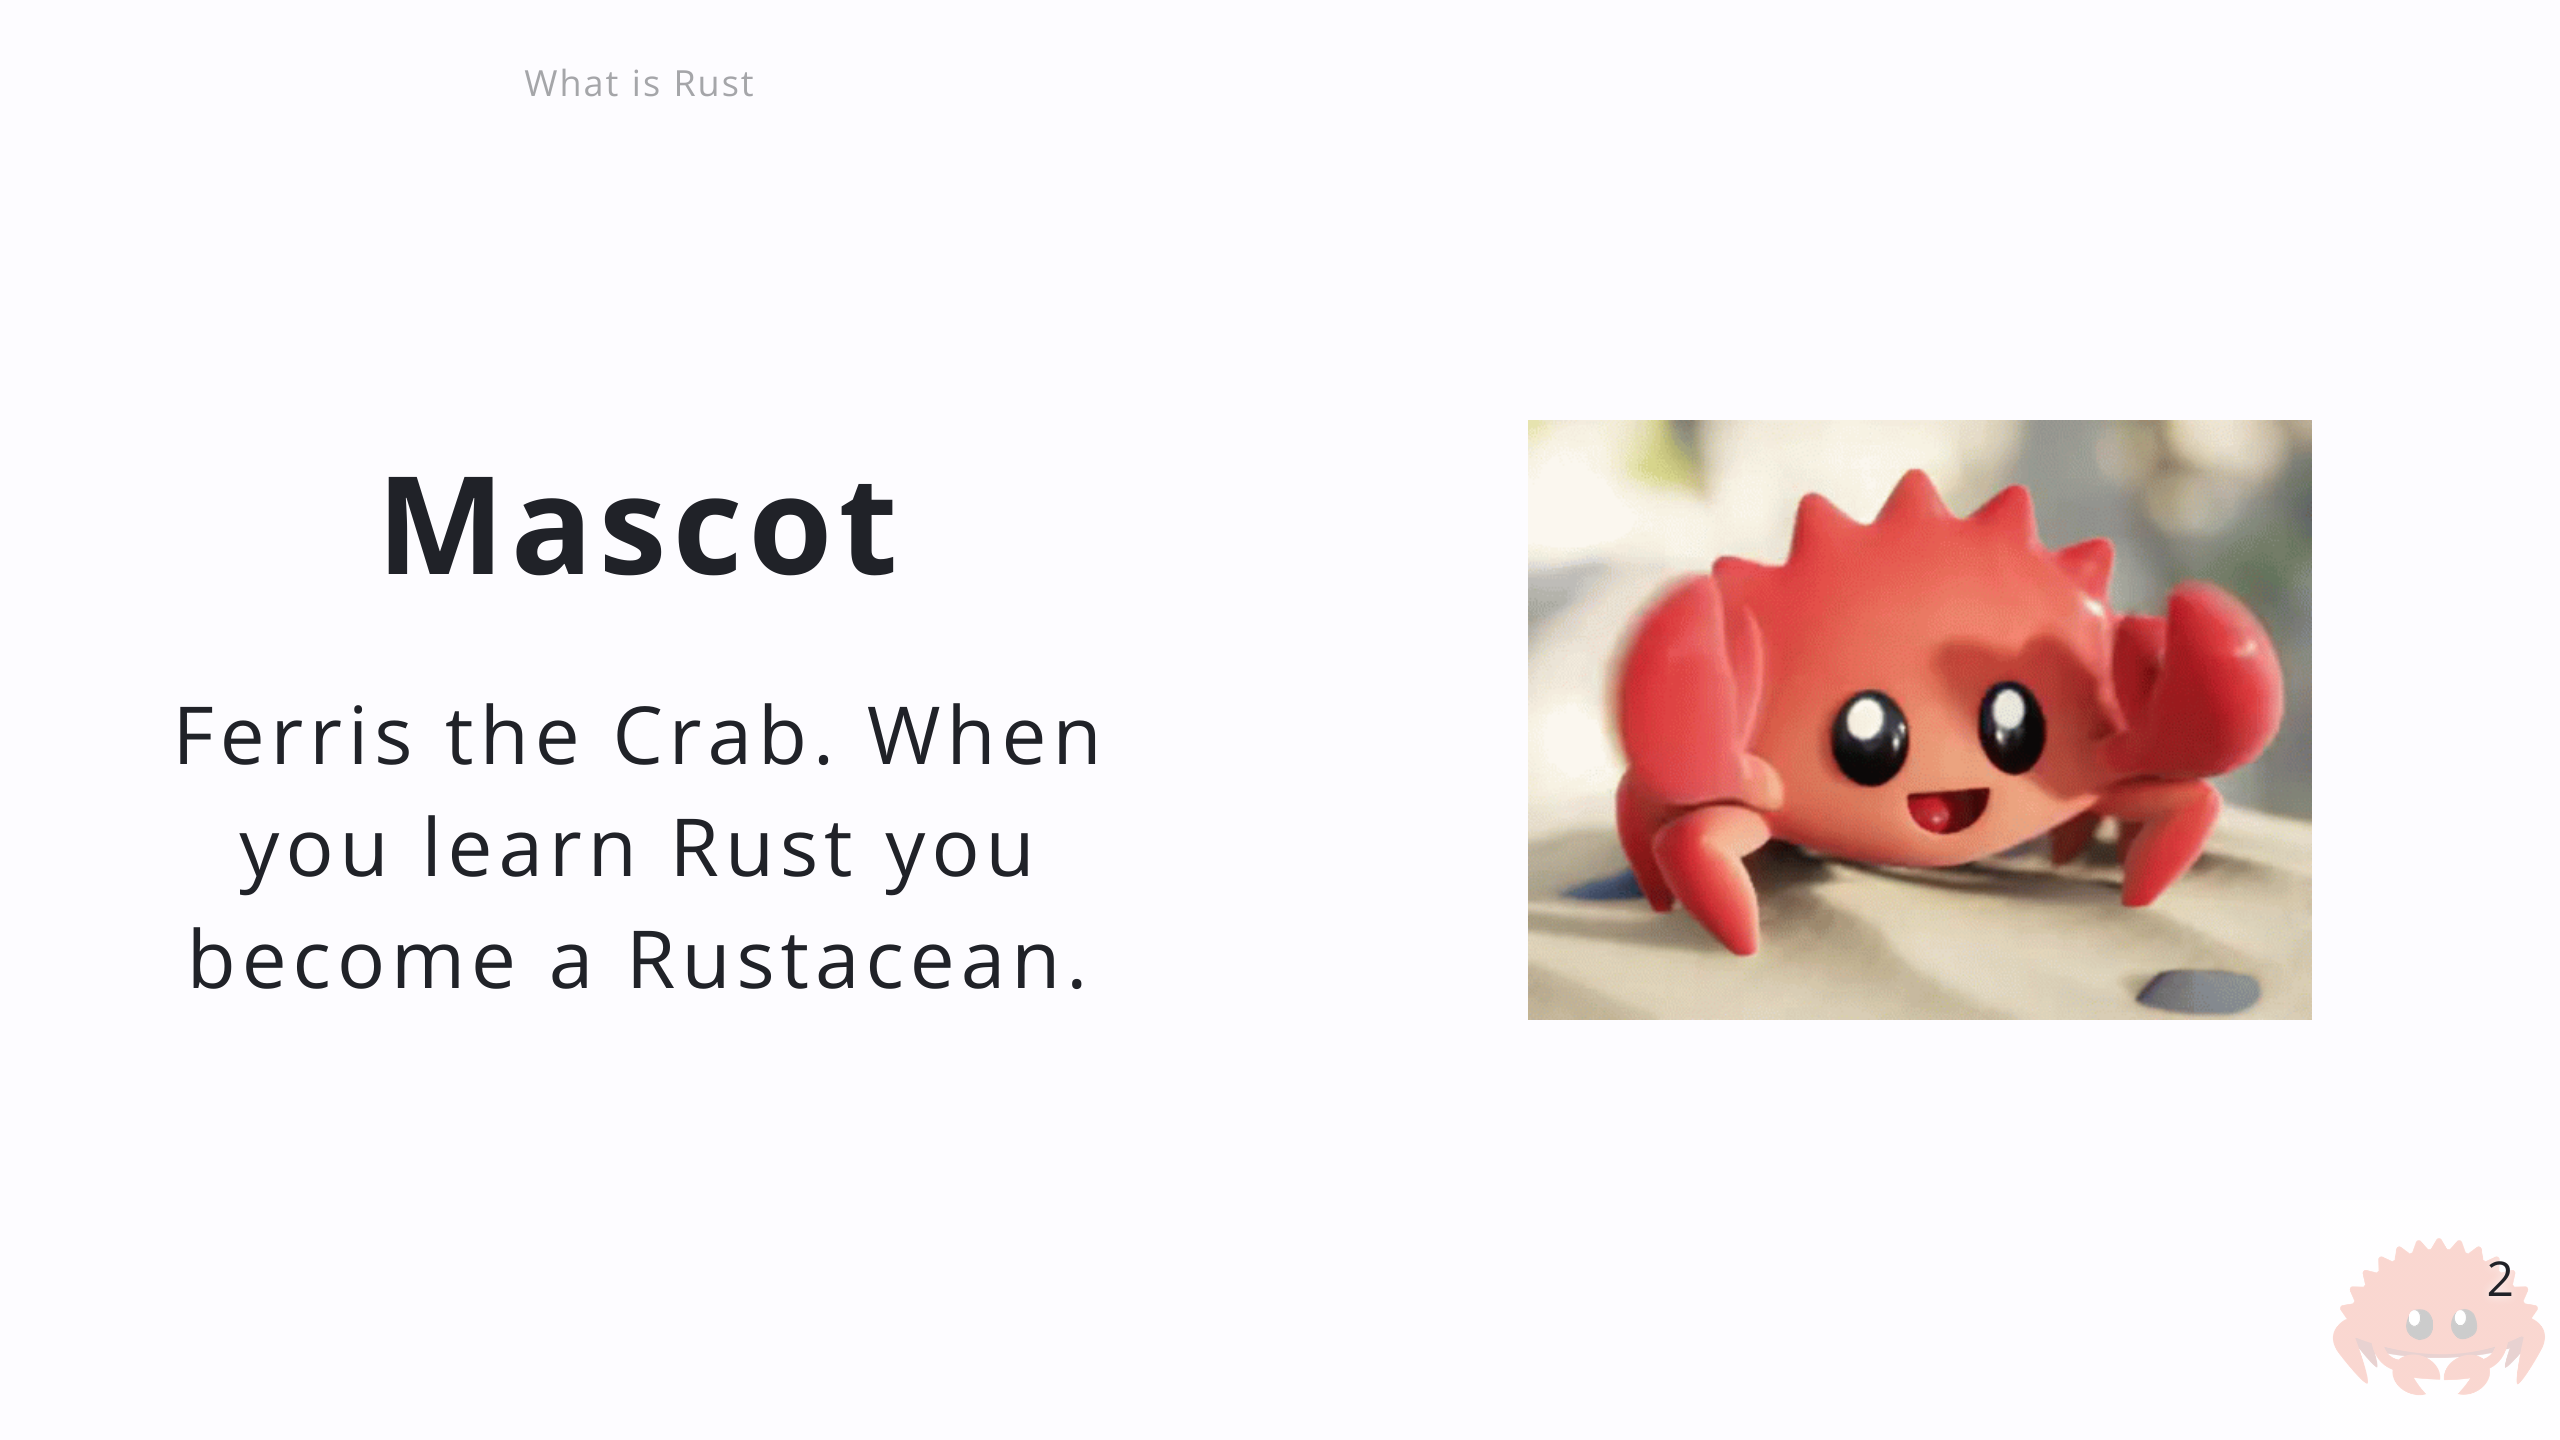 What is Rust
Mascot
Ferris the Crab. When
you learn Rust you
become a Rustacean.
2